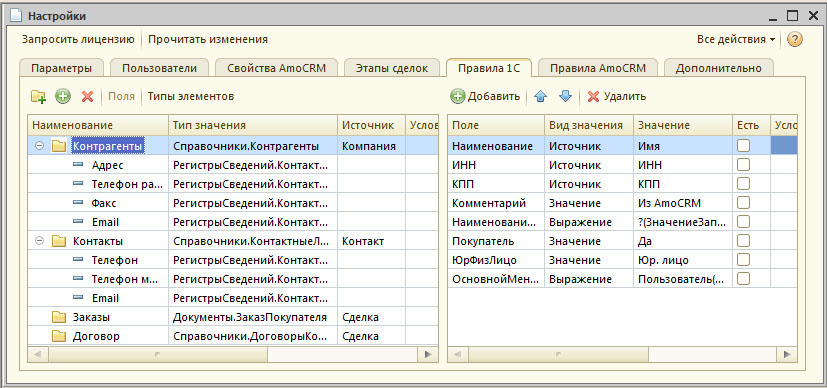 Настройки
Запросить лицензию Прочитать изменения Все действия
Параметры Пользователи Свойства AmoCRM Этапы сделок Правила 1С Правила AmoCRM Дополнительно
Поля Типы элементов Добавить Удалить
Наименование Тип значения Источник Услов Поле Вид значения Значение Есть Усло
Контрагенты Справочники.Контрагенты Компания Наименование Источник Имя
Адрес РегистрыСведений.Контакт... ИНН Источник ИНН
Телефон ра... РегистрыСведений.Контакт... КПП Источник КПП
Факс РегистрыСведений.Контакт... Комментарий Значение Из AmoCRM
Email РегистрыСведений.Контакт... Наименовани... Выражение ?(ЗначениеЗап...
Контакты Справочники.КонтактныеЛ... Контакт Покупатель Значение Да
Телефон РегистрыСведений.Контакт... ЮрФизЛицо Значение Юр. лицо
Телефон м... РегистрыСведений.Контакт... ОсновнойМен... Выражение Пользователь(...
Email РегистрыСведений.Контакт...
Заказы Документы.ЗаказПокупателя Сделка
Договор Справочники.ДоговорыКо... Сделка